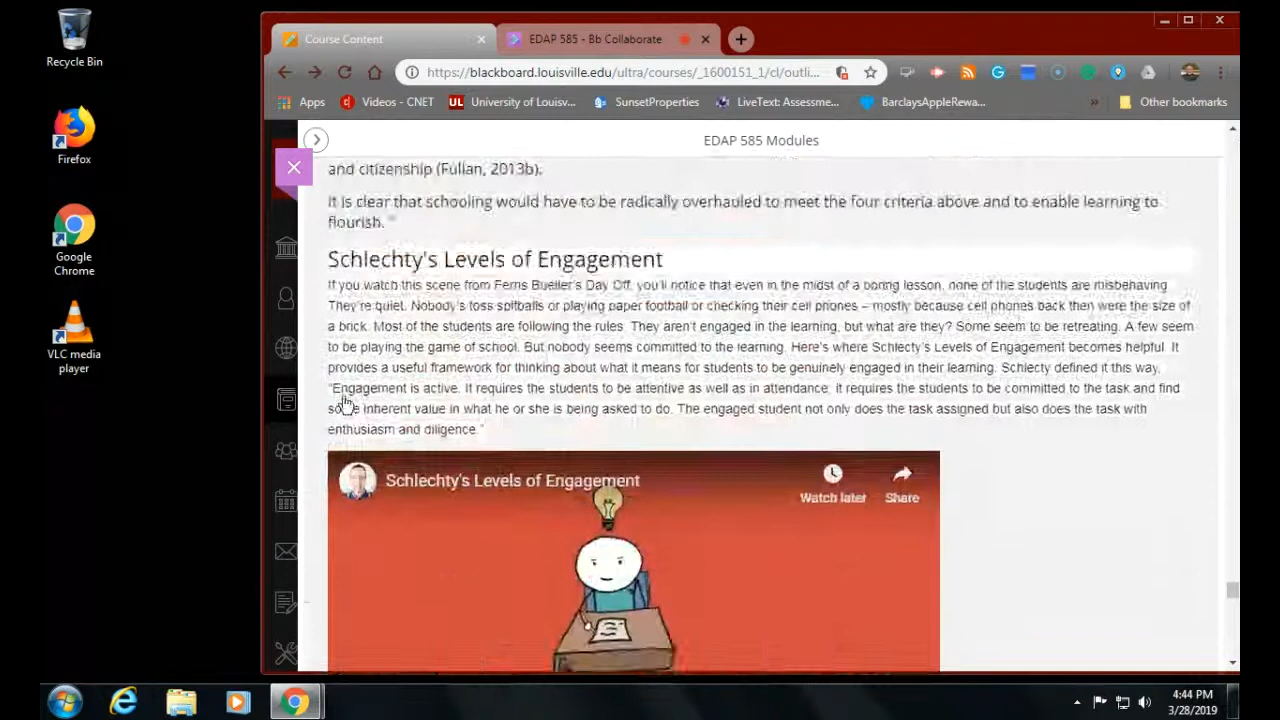 Recycle Bin
Firefox
Google
Chrome
VLC media
player
Course Content
EDAP 585 - Bb Collaborate
https://blackboard.louisville.edu/ultra/courses/_1600151_1/cl/outli...
Apps
Videos - CNET
UL University of Louisv...
SunsetProperties
LiveText: Assessme...
BarclaysAppleRewa...
»
Other bookmarks
EDAP 585 Modules
and citizenship (Fullan, 2013b).
It is clear that schooling would have to be radically overhauled to meet the four criteria above and to enable learning to
flourish. "
Schlechty's Levels of Engagement
If you watch this scene from Ferris Bueller's Day Off, you'll notice that even in the midst of a boring lesson, none of the students are misbehaving.
They're quiet. Nobody's toss spitballs or playing paper football or checking their cell phones – mostly because cell phones back then were the size of
a brick. Most of the students are following the rules. They aren't engaged in the learning, but what are they? Some seem to be retreating. A few seem
to be playing the game of school. But nobody seems committed to the learning. Here's where Schlecty's Levels of Engagement becomes helpful. It
provides a useful framework for thinking about what it means for students to be genuinely engaged in their learning. Schlecty defined it this way,
"Engagement is active. It requires the students to be attentive as well as in attendance; it requires the students to be committed to the task and find
inherent value in what he or she is being asked to do. The engaged student not only does the task assigned but also does the task with
enthusiasm and diligence."
Schlechty's Levels of Engagement
Watch later
Share
4:44 PM
3/28/2019